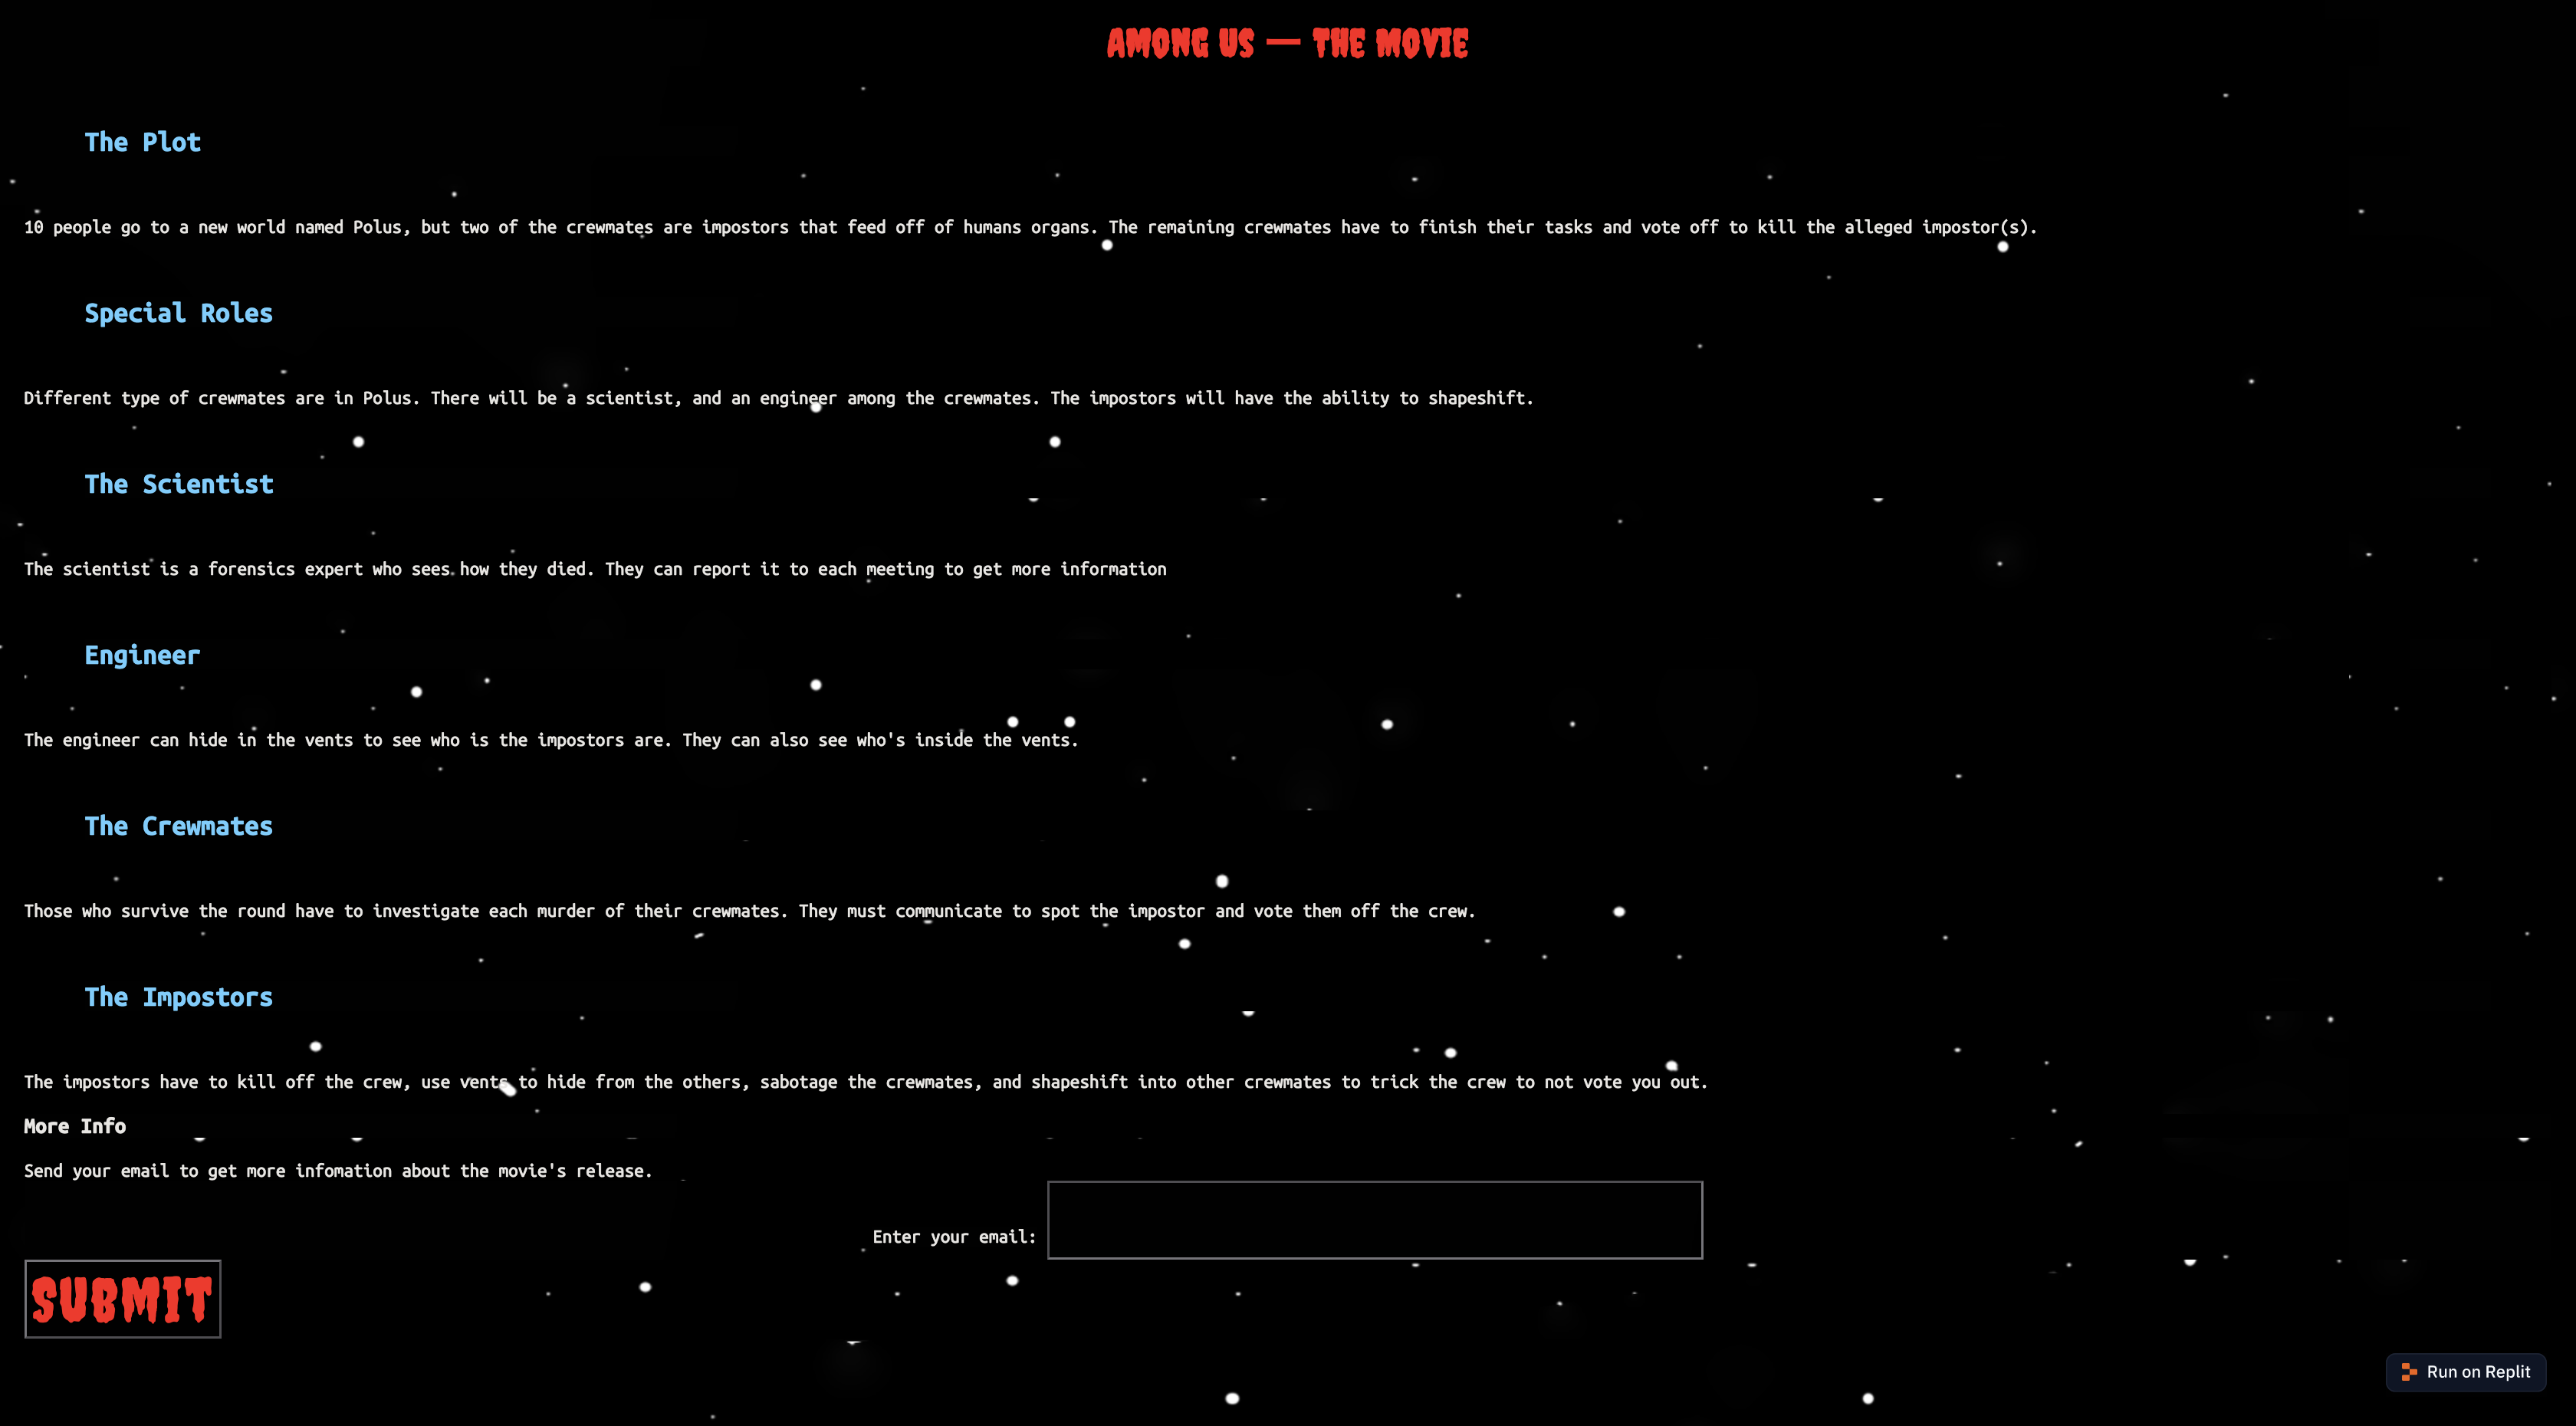 AMONG US — THE MOVIE
The Plot
10 people go to a new world named Polus, but two of the crewmates are impostors that feed off of humans organs. The remaining crewmates have to finish their tasks and vote off to kill the alleged impostor(s).
Special Roles
Different type of crewmates are in Polus. There will be a scientist, and an engineer among the crewmates. The impostors will have the ability to shapeshift.
The Scientist
The scientist is a forensics expert who sees how they died. They can report it to each meeting to get more information
Engineer
The engineer can hide in the vents to see who is the impostors are. They can also see who's inside the vents.
The Crewmates
Those who survive the round have to investigate each murder of their crewmates. They must communicate to spot the impostor and vote them off the crew.
The Impostors
The impostors have to kill off the crew, use vents to hide from the others, sabotage the crewmates, and shapeshift into other crewmates to trick the crew to not vote you out.
More Info
Send your email to get more infomation about the movie's release.
Enter your email:
SUBMIT
Run on Replit